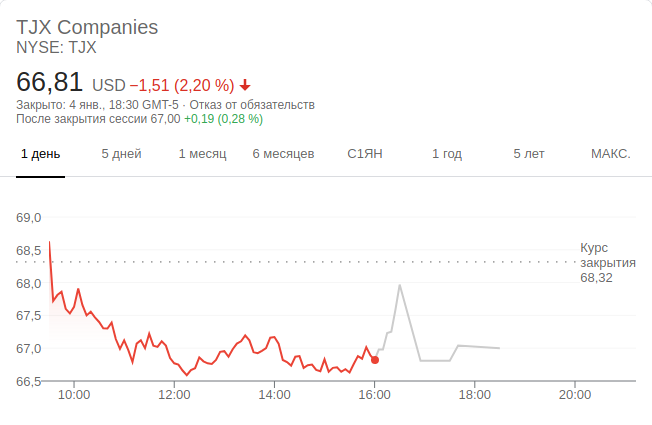 TJX Companies
NYSE: TJX
66,81 USD −1,51 (2,20 %)
Закрыто: 4 янв., 18:30 GMT-5 · Отказ от обязательств
После закрытия сессии 67,00 +0,19 (0,28 %)
1 день 5 дней 1 месяц 6 месяцев С1ЯН 1 год 5 лет МАКС.
69,0
68,5
68,0
67,5
67,0
66,5
Курс
закрытия
68,32
10:00 12:00 14:00 16:00 18:00 20:00